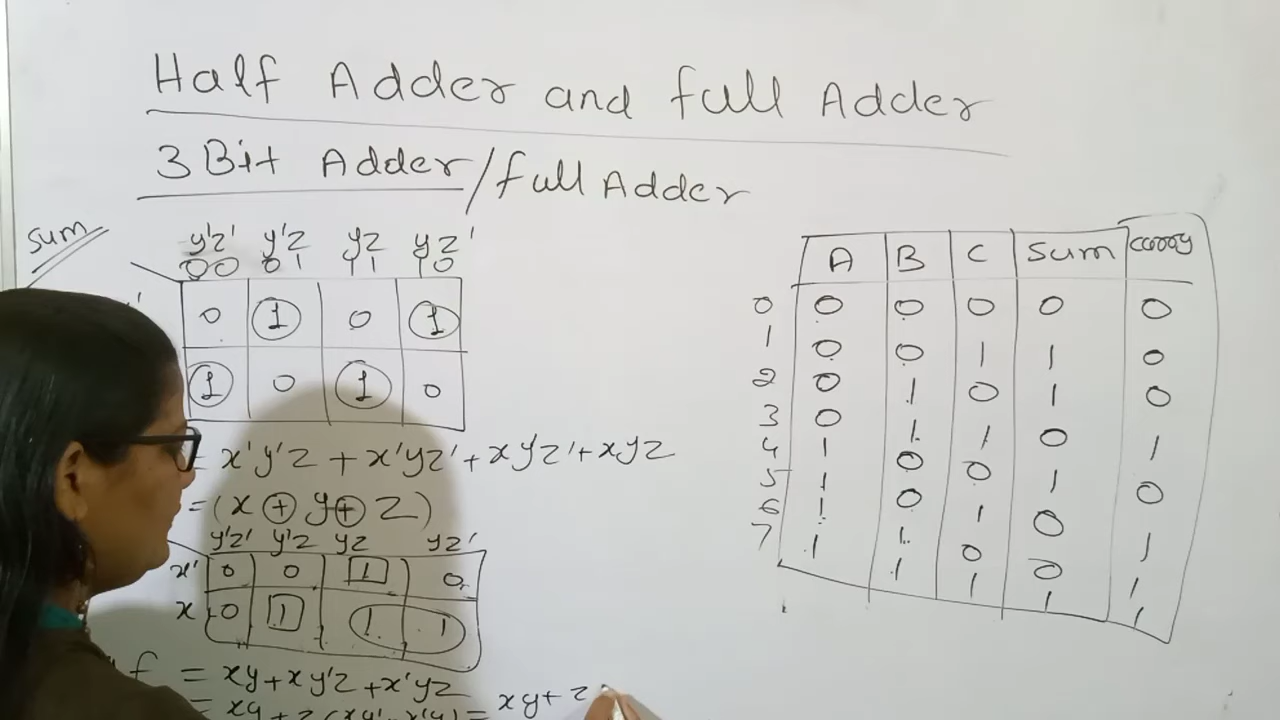 Half Adder and full Adder
3 Bit Adder/full Adder
sum
y'z' y'z yz yz'
00 01 11 10
0 1 0 1
1 0 1 0
= x'y'z + x'yz' + xyz' + xyz
= (x ⊕ y ⊕ z)
y'z' y'z yz yz'
x' 0 0 1 0
x 0 1 1 1
f = xy + xy'z + x'yz
= xy + z (xy' x'y) = xy + z
A B C Sum carry
0 0 0 0 0 0
1 0 0 1 1 0
2 0 1 0 1 0
3 0 1 1 0 1
4 1 0 0 1 0
5 1 0 1 0 1
6 1 1 0 0 1
7 1 1 1 1 1